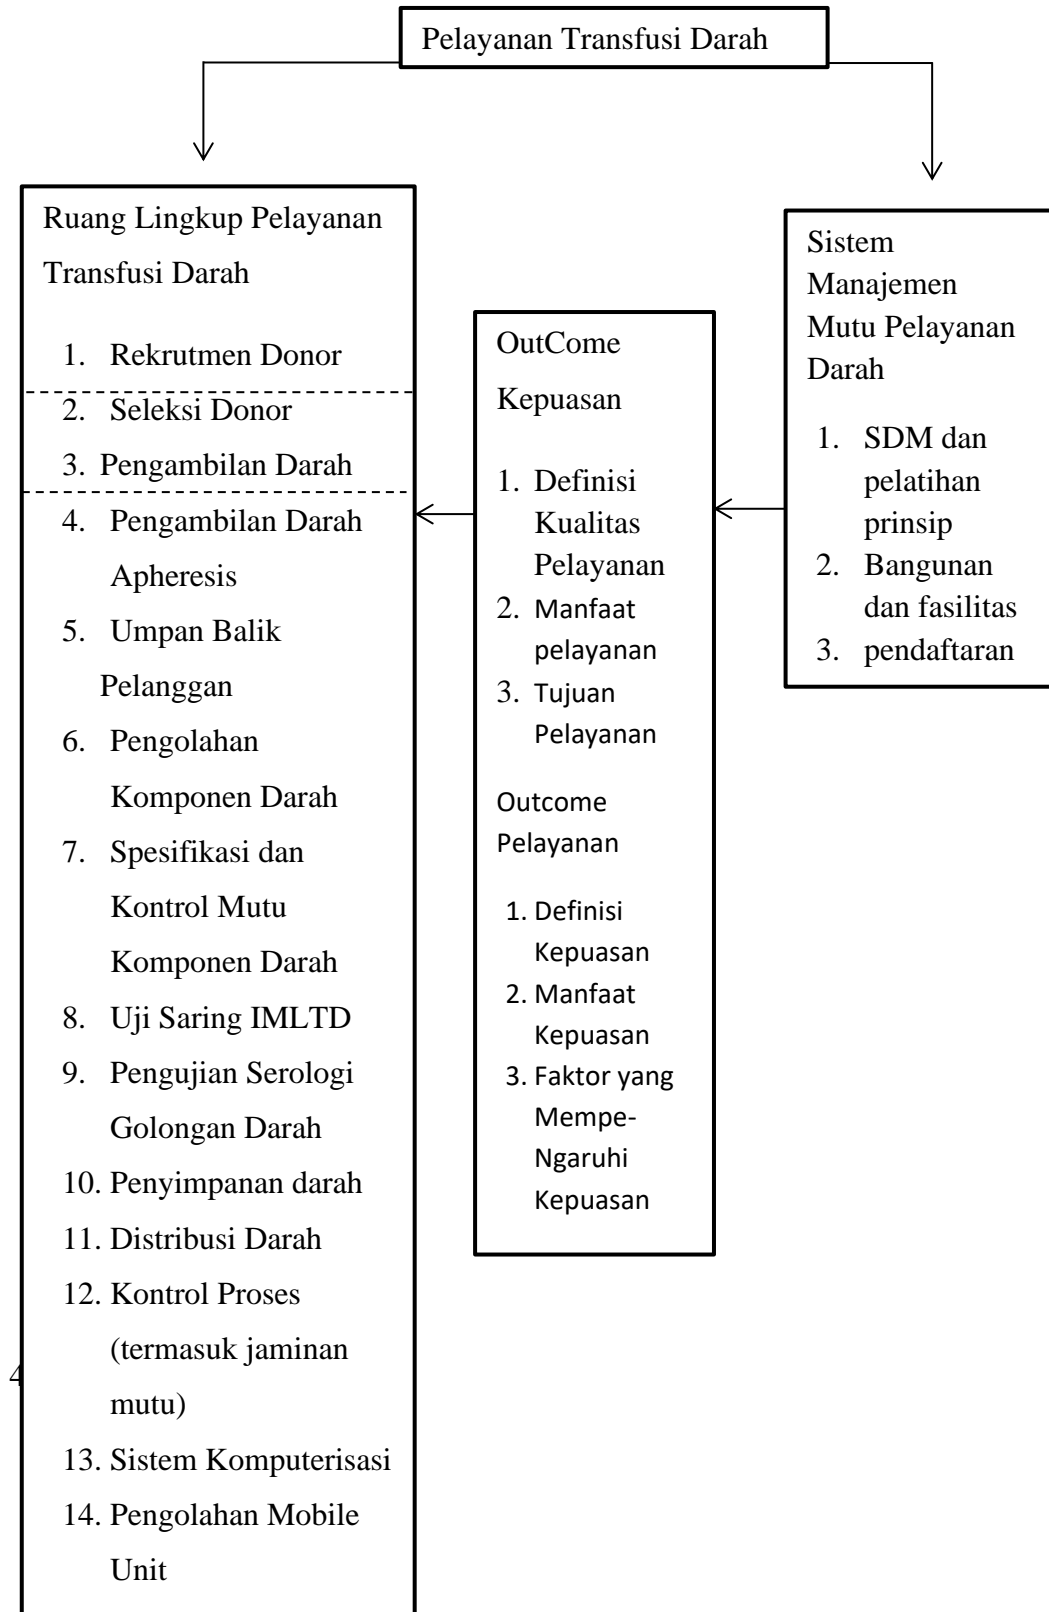 Pelayanan Transfusi Darah
Ruang Lingkup Pelayanan
Transfusi Darah
1. Rekrutmen Donor
2. Seleksi Donor
3. Pengambilan Darah
4. Pengambilan Darah
Apheresis
5. Umpan Balik
Pelanggan
6. Pengolahan
Komponen Darah
7. Spesifikasi dan
Kontrol Mutu
Komponen Darah
8. Uji Saring IMLTD
9. Pengujian Serologi
Golongan Darah
10. Penyimpanan darah
11. Distribusi Darah
12. Kontrol Proses
(termasuk jaminan
mutu)
13. Sistem Komputerisasi
14. Pengolahan Mobile
Unit
4
OutCome
Kepuasan
1. Definisi
Kualitas
Pelayanan
2. Manfaat
pelayanan
3. Tujuan
Pelayanan
Outcome
Pelayanan
1. Definisi
Kepuasan
2. Manfaat
Kepuasan
3. Faktor yang
Mempe-
Ngaruhi
Kepuasan
Sistem
Manajemen
Mutu Pelayanan
Darah
1. SDM dan
pelatihan
prinsip
2. Bangunan
dan fasilitas
3. pendaftaran